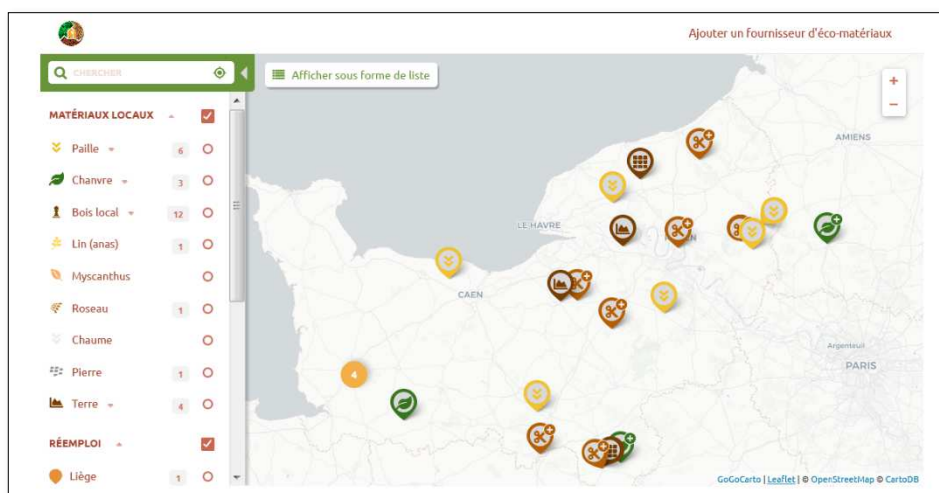 Ajouter un fournisseur d'éco-matériaux
CHERCHER
Afficher sous forme de liste
+
−
MATÉRIAUX LOCAUX
Paille 6
Chanvre 3
Bois local 12
Lin (anas) 1
Myscanthus
Roseau 1
Chaume
Pierre 1
Terre 4
RÉEMPLOI
Liège 1
AMIENS
LE HAVRE
CAEN
4
Argenteuil
PARIS
GoGoCarto | Leaflet | © OpenStreetMap © CartoDB